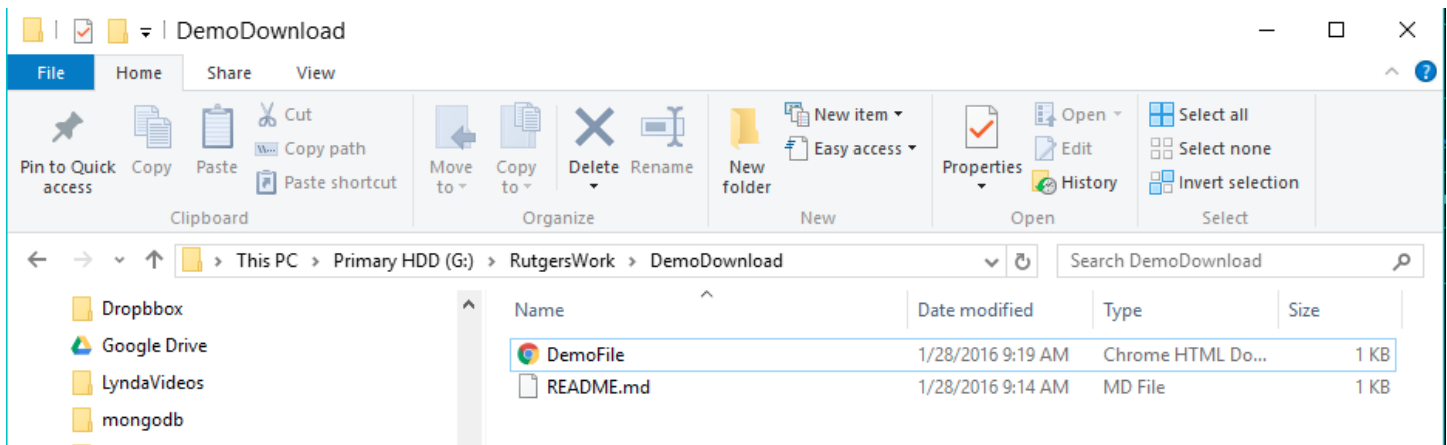 DemoDownload
File Home Share View
Pin to Quick access
Copy
Paste
Cut
Copy path
Paste shortcut
Clipboard
Move to
Copy to
Delete
Rename
Organize
New folder
New item
Easy access
New
Properties
Open
Edit
History
Open
Select all
Select none
Invert selection
Select
This PC > Primary HDD (G:) > RutgersWork > DemoDownload
Search DemoDownload
Dropbbox
Google Drive
LyndaVideos
mongodb
Name Date modified Type Size
DemoFile 1/28/2016 9:19 AM Chrome HTML Do... 1 KB
README.md 1/28/2016 9:14 AM MD File 1 KB